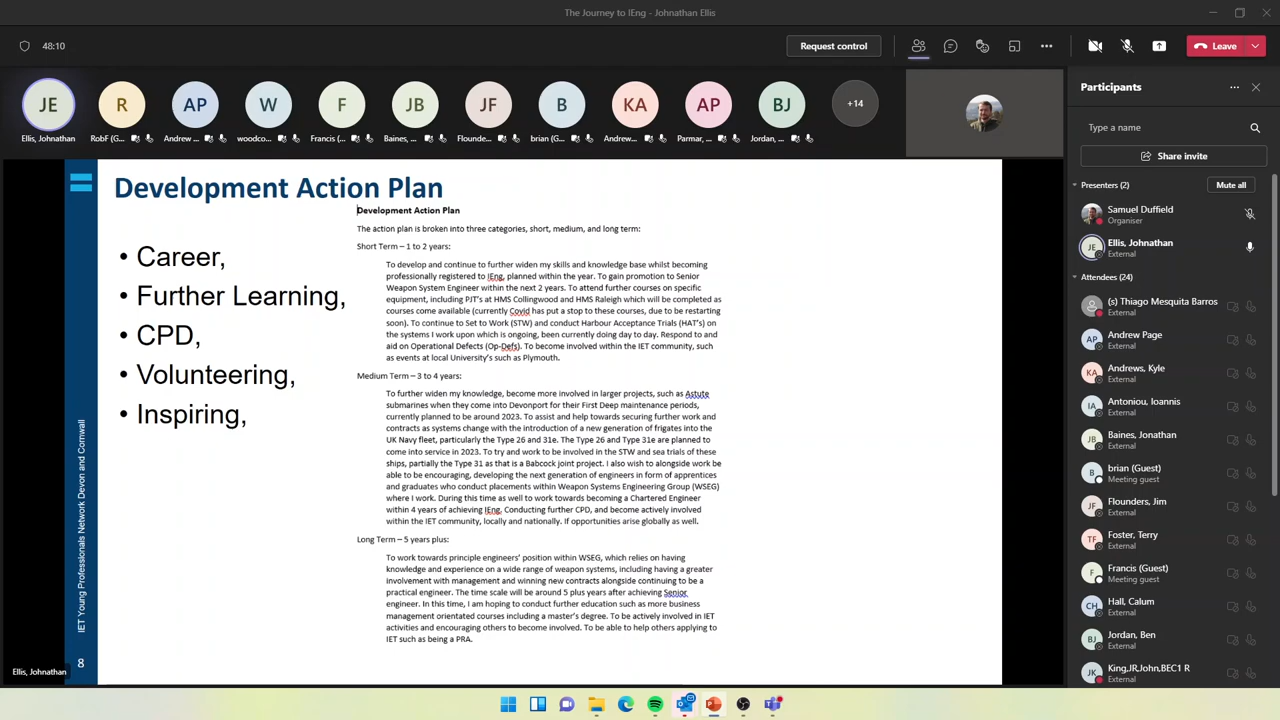 The Journey to IEng - Johnathan Ellis
48:10
Request control
Leave
JE
R
AP
W
F
JB
JF
B
KA
AP
BJ
+14
Ellis, Johnathan
RobF (G...
Andrew ...
woodco...
Francis (...
Baines, ...
Flounde...
brian (G...
Andrew...
Parmar, ...
Jordan, ...
Participants
Type a name
Share invite
Presenters (2)
Mute all
Samuel Duffield
Organiser
JE
Ellis, Johnathan
External
Attendees (24)
(s) Thiago Mesquita Barros
External
AP
Andrew Page
External
KA
Andrews, Kyle
External
IA
Antoniou, Ioannis
External
JB
Baines, Jonathan
External
B
brian (Guest)
Meeting guest
JF
Flounders, Jim
External
TF
Foster, Terry
External
F
Francis (Guest)
Meeting guest
CH
Hall, Calum
External
BJ
Jordan, Ben
External
KJ
King,JR,John,BEC1 R
External
Development Action Plan
• Career,
• Further Learning,
• CPD,
• Volunteering,
• Inspiring,
Development Action Plan
The action plan is broken into three categories, short, medium, and long term:
Short Term – 1 to 2 years:
To develop and continue to further widen my skills and knowledge base whilst becoming
professionally registered to IEng, planned within the year. To gain promotion to Senior
Weapon System Engineer within the next 2 years. To attend further courses on specific
equipment, including PJT's at HMS Collingwood and HMS Raleigh which will be completed as
courses come available (currently Covid has put a stop to these courses, due to be restarting
soon). To continue to Set to Work (STW) and conduct Harbour Acceptance Trials (HAT's) on
the systems I work upon which is ongoing, been currently doing day to day. Respond to and
aid on Operational Defects (Op-Defs). To become involved within the IET community, such
as events at local University's such as Plymouth.
Medium Term – 3 to 4 years:
To further widen my knowledge, become more involved in larger projects, such as Astute
submarines when they come into Devonport for their First Deep maintenance periods,
currently planned to be around 2023. To assist and help towards securing further work and
contracts as systems change with the introduction of a new generation of frigates into the
UK Navy fleet, particularly the Type 26 and 31e. The Type 26 and Type 31e are planned to
come into service in 2023. To try and work to be involved in the STW and sea trials of these
ships, partially the Type 31 as that is a Babcock joint project. I also wish to alongside work be
able to be encouraging, developing the next generation of engineers in form of apprentices
and graduates who conduct placements within Weapon Systems Engineering Group (WSEG)
where I work. During this time as well to work towards becoming a Chartered Engineer
within 4 years of achieving IEng. Conducting further CPD, and become actively involved
within the IET community, locally and nationally. If opportunities arise globally as well.
Long Term – 5 years plus:
To work towards principle engineers' position within WSEG, which relies on having
knowledge and experience on a wide range of weapon systems, including having a greater
involvement with management and winning new contracts alongside continuing to be a
practical engineer. The time scale will be around 5 plus years after achieving Senior
engineer. In this time, I am hoping to conduct further education such as more business
management orientated courses including a master's degree. To be actively involved in IET
activities and encouraging others to become involved. To be able to help others applying to
IET such as being a PRA.
IET Young Professionals Network Devon and Cornwall
8
Ellis, Johnathan